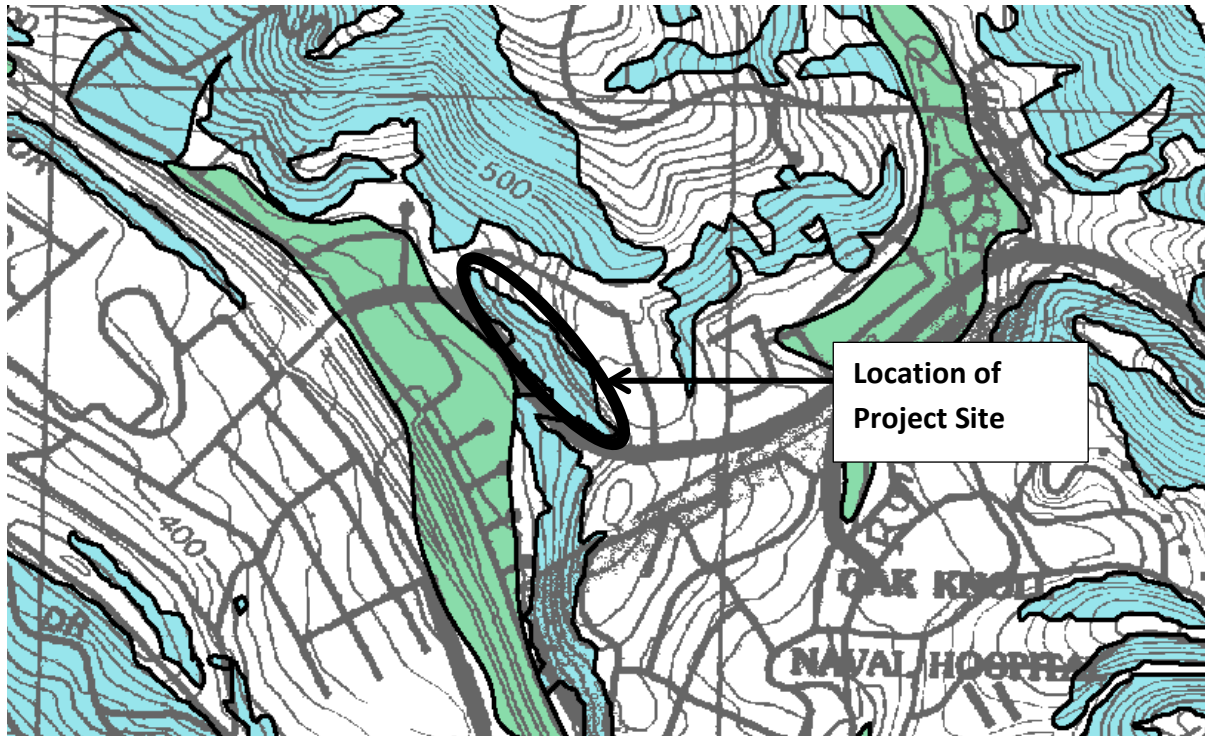 500
Location of
Project Site
400
OAK KNOLL
NAVAL HOSPITAL